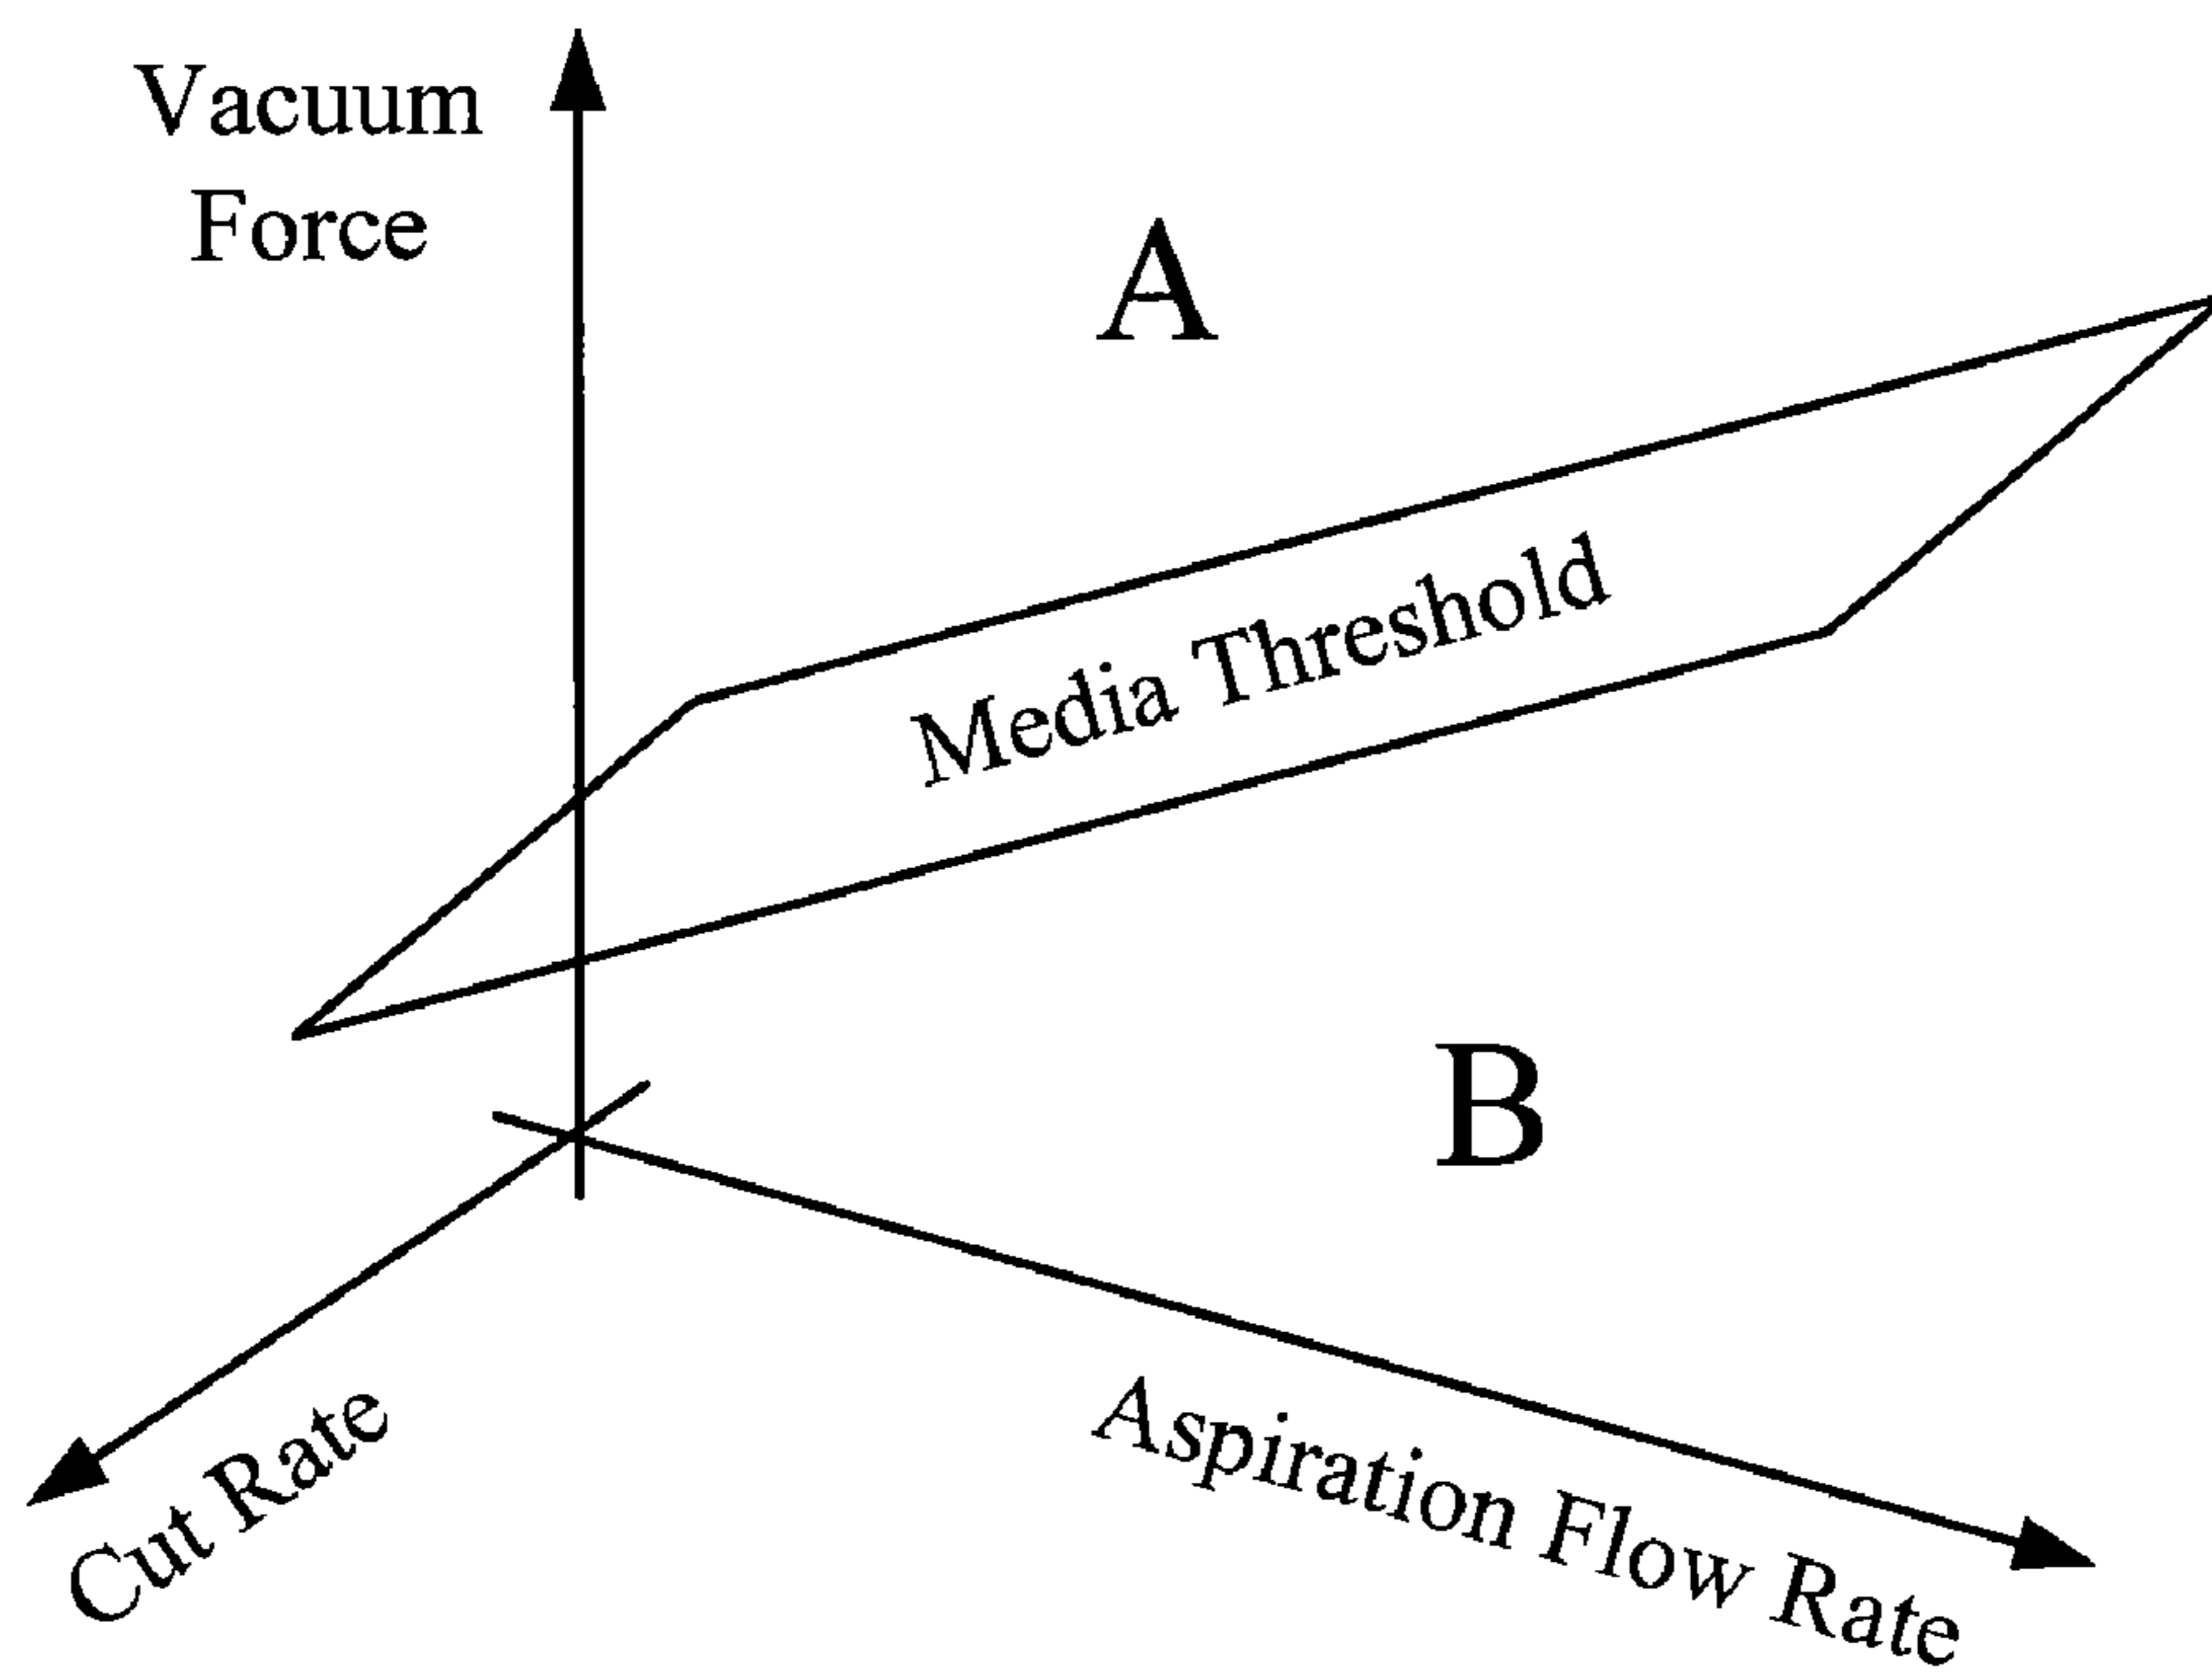 Vacuum
Force
A
Media Threshold
B
Cut Rate
Aspiration Flow Rate